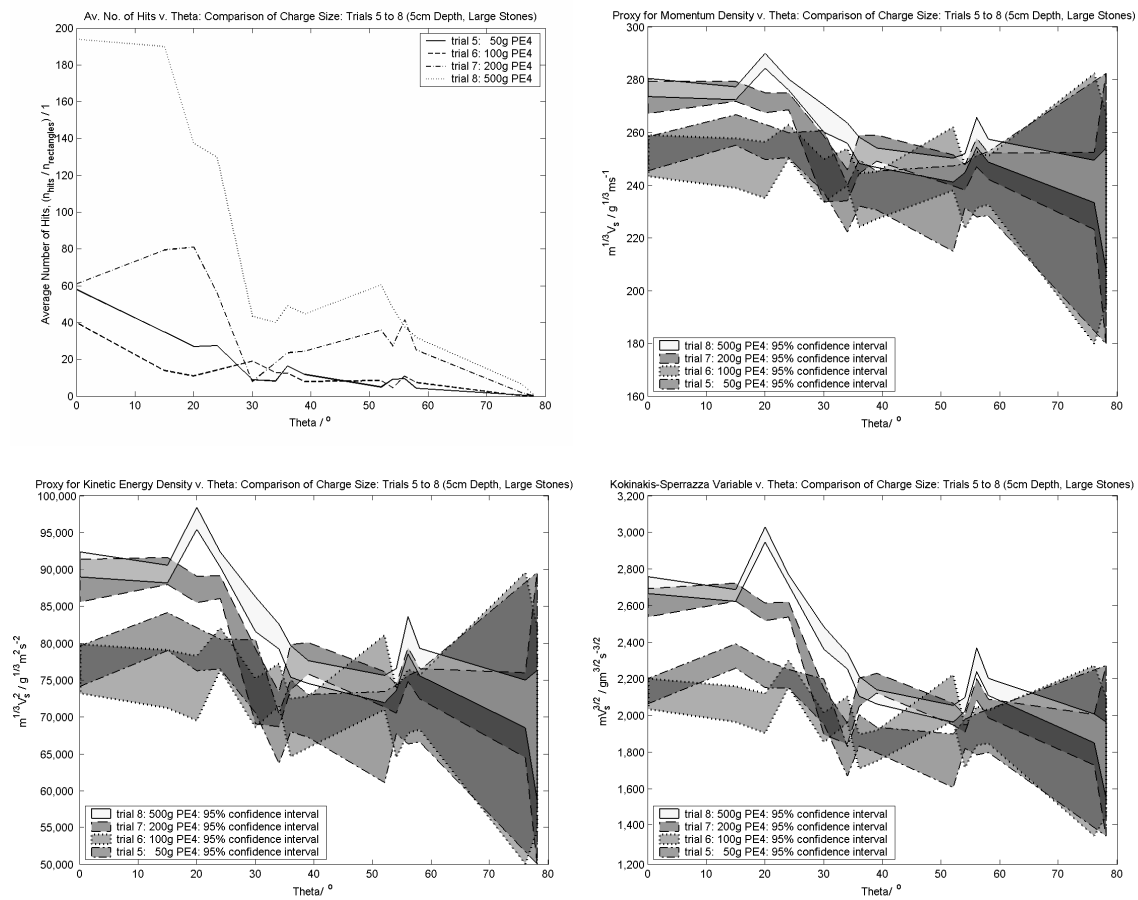 Av. No. of Hits v. Theta: Comparison of Charge Size: Trials 5 to 8 (5cm Depth, Large Stones)
200
180
160
140
120
100
80
60
40
20
0
0 10 20 30 40 50 60 70 80
Average Number of Hits, (n_hits / n_rectangles) / 1
Theta / °
trial 5: 50g PE4
trial 6: 100g PE4
trial 7: 200g PE4
trial 8: 500g PE4
Proxy for Momentum Density v. Theta: Comparison of Charge Size: Trials 5 to 8 (5cm Depth, Large Stones)
300
280
260
240
220
200
180
160
0 10 20 30 40 50 60 70 80
m^1/3V_s / g^1/3ms^-1
Theta/ °
trial 8: 500g PE4: 95% confidence interval
trial 7: 200g PE4: 95% confidence interval
trial 6: 100g PE4: 95% confidence interval
trial 5: 50g PE4: 95% confidence interval
Proxy for Kinetic Energy Density v. Theta: Comparison of Charge Size: Trials 5 to 8 (5cm Depth, Large Stones)
100,000
95,000
90,000
85,000
80,000
75,000
70,000
65,000
60,000
55,000
50,000
0 10 20 30 40 50 60 70 80
m^1/3V_s^2 / g^1/3m^2s^-2
Theta/ °
trial 8: 500g PE4: 95% confidence interval
trial 7: 200g PE4: 95% confidence interval
trial 6: 100g PE4: 95% confidence interval
trial 5: 50g PE4: 95% confidence interval
Kokinakis-Sperrazza Variable v. Theta: Comparison of Charge Size: Trials 5 to 8 (5cm Depth, Large Stones)
3,200
3,000
2,800
2,600
2,400
2,200
2,000
1,800
1,600
1,400
1,200
0 10 20 30 40 50 60 70 80
mV_s^3/2 / gm^3/2s^-3/2
Theta/ °
trial 8: 500g PE4: 95% confidence interval
trial 7: 200g PE4: 95% confidence interval
trial 6: 100g PE4: 95% confidence interval
trial 5: 50g PE4: 95% confidence interval